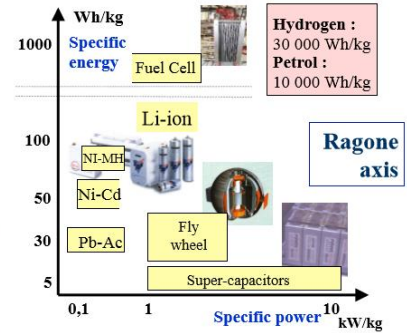 Wh/kg
Specific
energy
1000
Fuel Cell
Hydrogen :
30 000 Wh/kg
Petrol :
10 000 Wh/kg
Li-ion
100
NI-MH
Ragone
axis
50
Ni-Cd
30
Pb-Ac
Fly
wheel
5
Super-capacitors
0,1
1
10
Specific power
kW/kg